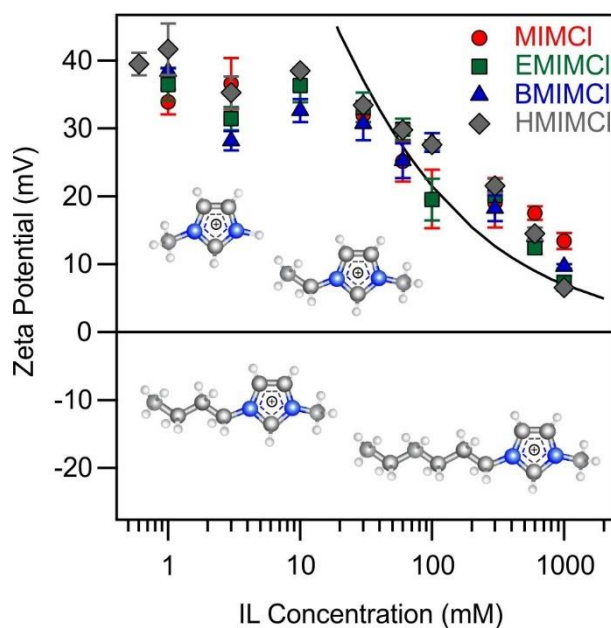 MIMCl
EMIMCl
BMIMCl
HMIMCl
Zeta Potential (mV)
40
30
20
10
0
-10
-20
1
10
100
1000
IL Concentration (mM)